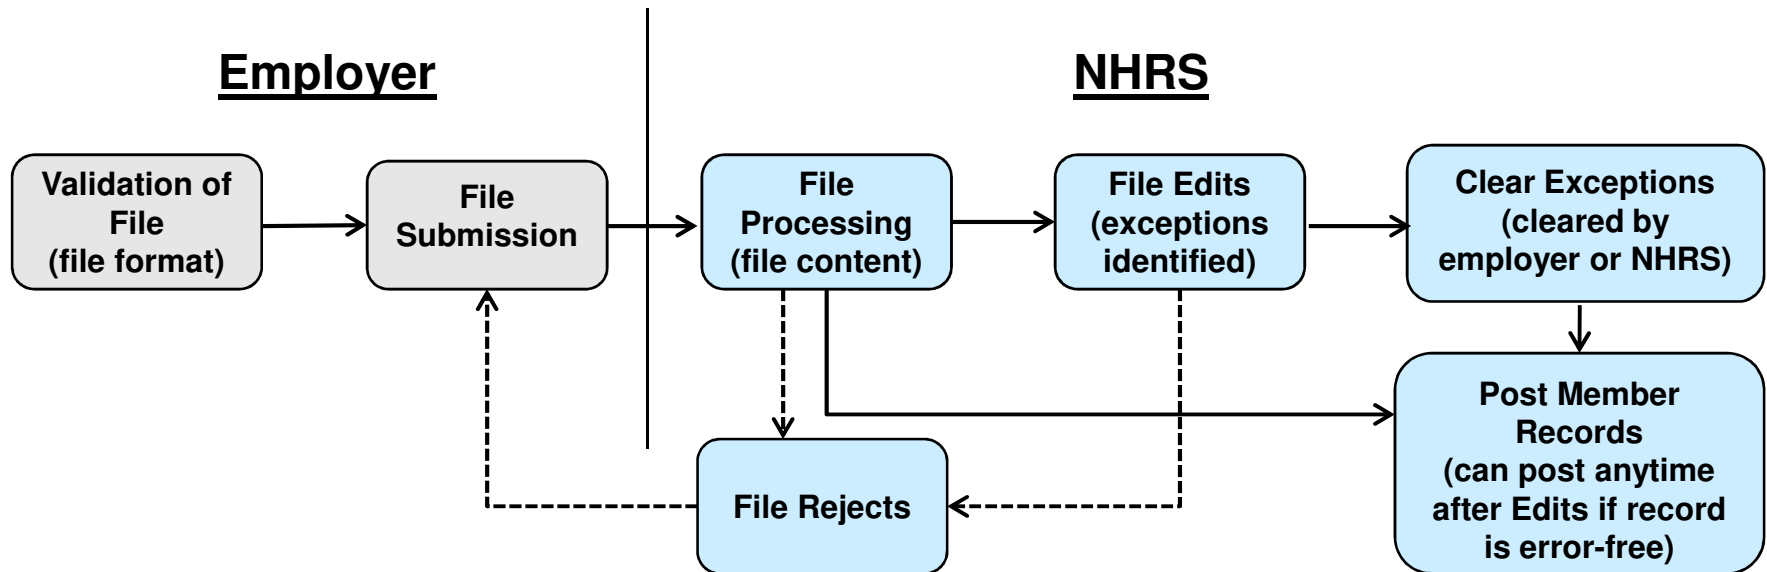 Employer
NHRS
Validation of
File
(file format)
File
Submission
File
Processing
(file content)
File Edits
(exceptions
identified)
Clear Exceptions
(cleared by
employer or NHRS)
File Rejects
Post Member
Records
(can post anytime
after Edits if record
is error-free)